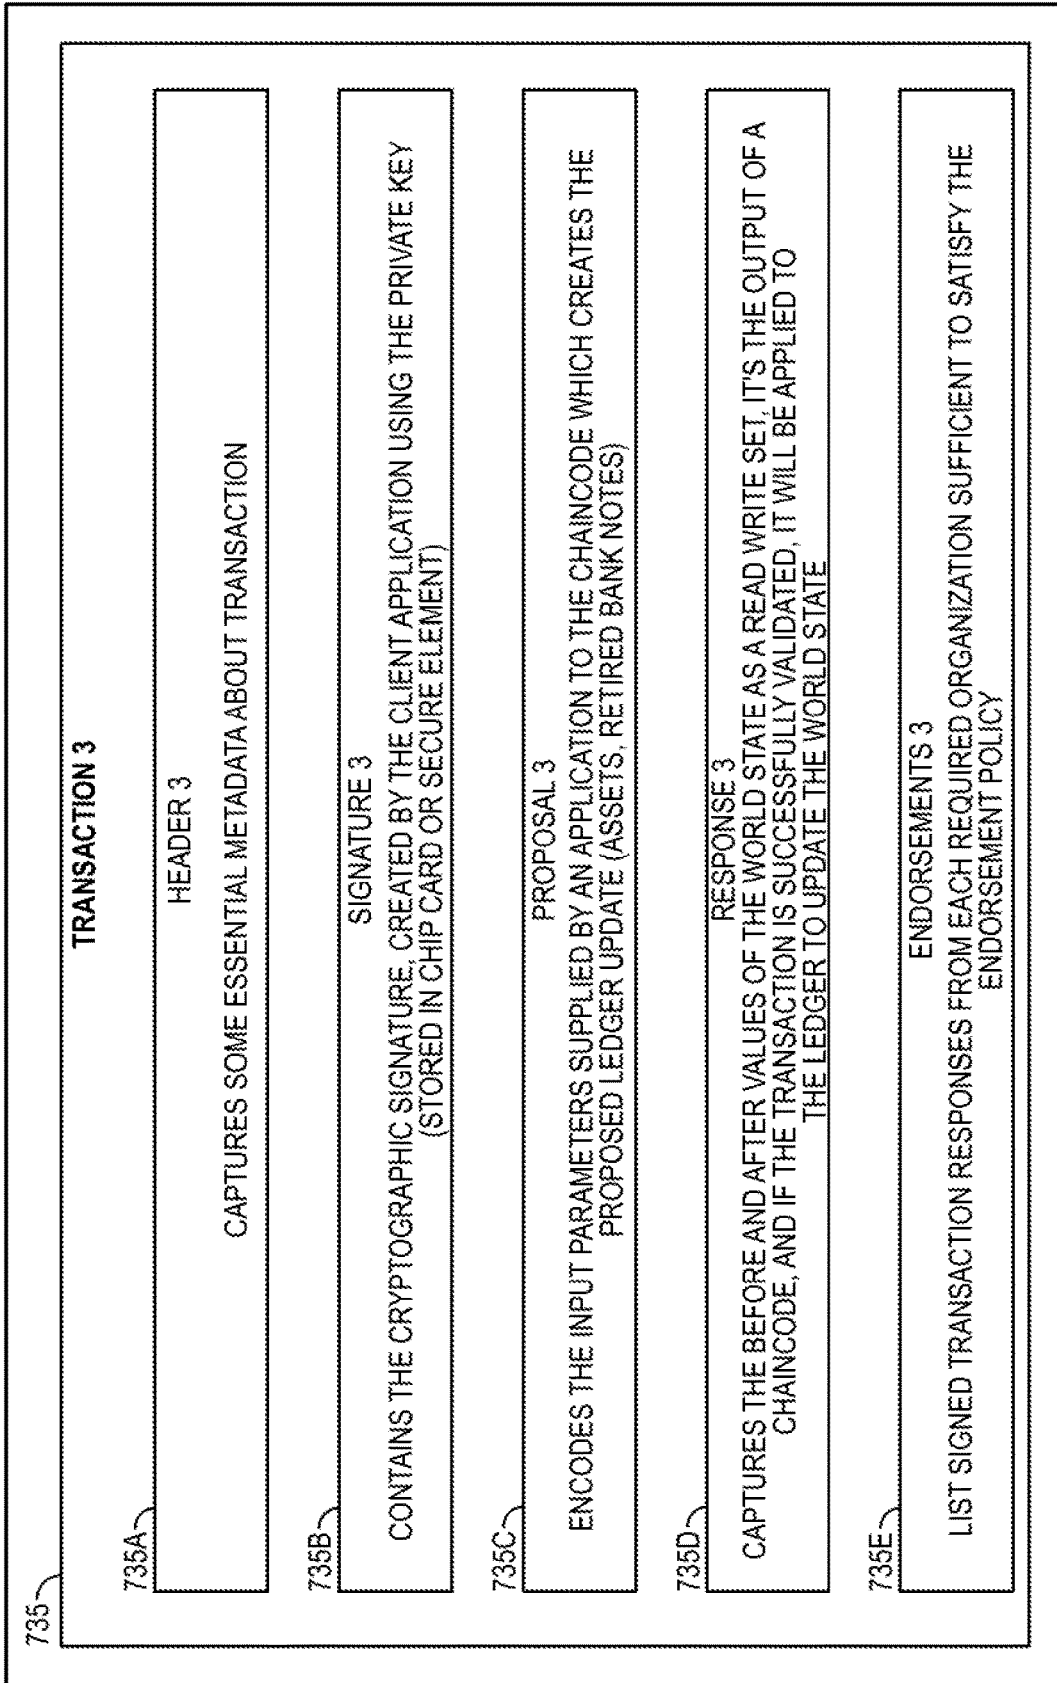 735
TRANSACTION 3
735A
HEADER 3
CAPTURES SOME ESSENTIAL METADATA ABOUT TRANSACTION
735B
SIGNATURE 3
CONTAINS THE CRYPTOGRAPHIC SIGNATURE, CREATED BY THE CLIENT APPLICATION USING THE PRIVATE KEY
(STORED IN CHIP CARD OR SECURE ELEMENT)
735C
PROPOSAL 3
ENCODES THE INPUT PARAMETERS SUPPLIED BY AN APPLICATION TO THE CHAINCODE WHICH CREATES THE
PROPOSED LEDGER UPDATE (ASSETS, RETIRED BANK NOTES)
735D
RESPONSE 3
CAPTURES THE BEFORE AND AFTER VALUES OF THE WORLD STATE AS A READ WRITE SET, IT'S THE OUTPUT OF A
CHAINCODE, AND IF THE TRANSACTION IS SUCCESSFULLY VALIDATED, IT WILL BE APPLIED TO
THE LEDGER TO UPDATE THE WORLD STATE
735E
ENDORSEMENTS 3
LIST SIGNED TRANSACTION RESPONSES FROM EACH REQUIRED ORGANIZATION SUFFICIENT TO SATISFY THE
ENDORSEMENT POLICY